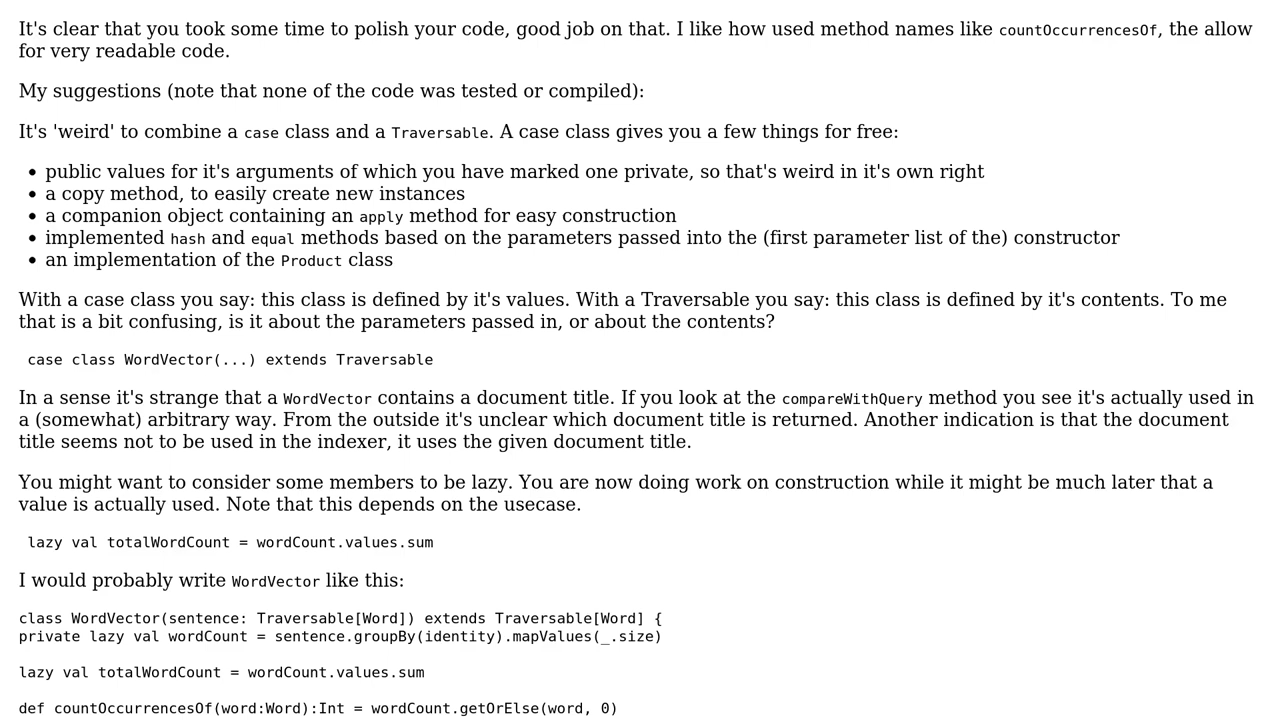 It's clear that you took some time to polish your code, good job on that. I like how used method names like countOccurrencesOf, the allow
for very readable code.
My suggestions (note that none of the code was tested or compiled):
It's 'weird' to combine a case class and a Traversable. A case class gives you a few things for free:
• public values for it's arguments of which you have marked one private, so that's weird in it's own right
• a copy method, to easily create new instances
• a companion object containing an apply method for easy construction
• implemented hash and equal methods based on the parameters passed into the (first parameter list of the) constructor
• an implementation of the Product class
With a case class you say: this class is defined by it's values. With a Traversable you say: this class is defined by it's contents. To me
that is a bit confusing, is it about the parameters passed in, or about the contents?
case class WordVector(...) extends Traversable
In a sense it's strange that a WordVector contains a document title. If you look at the compareWithQuery method you see it's actually used in
a (somewhat) arbitrary way. From the outside it's unclear which document title is returned. Another indication is that the document
title seems not to be used in the indexer, it uses the given document title.
You might want to consider some members to be lazy. You are now doing work on construction while it might be much later that a
value is actually used. Note that this depends on the usecase.
lazy val totalWordCount = wordCount.values.sum
I would probably write WordVector like this:
class WordVector(sentence: Traversable[Word]) extends Traversable[Word] {
private lazy val wordCount = sentence.groupBy(identity).mapValues(_.size)
lazy val totalWordCount = wordCount.values.sum
def countOccurrencesOf(word:Word):Int = wordCount.getOrElse(word, 0)